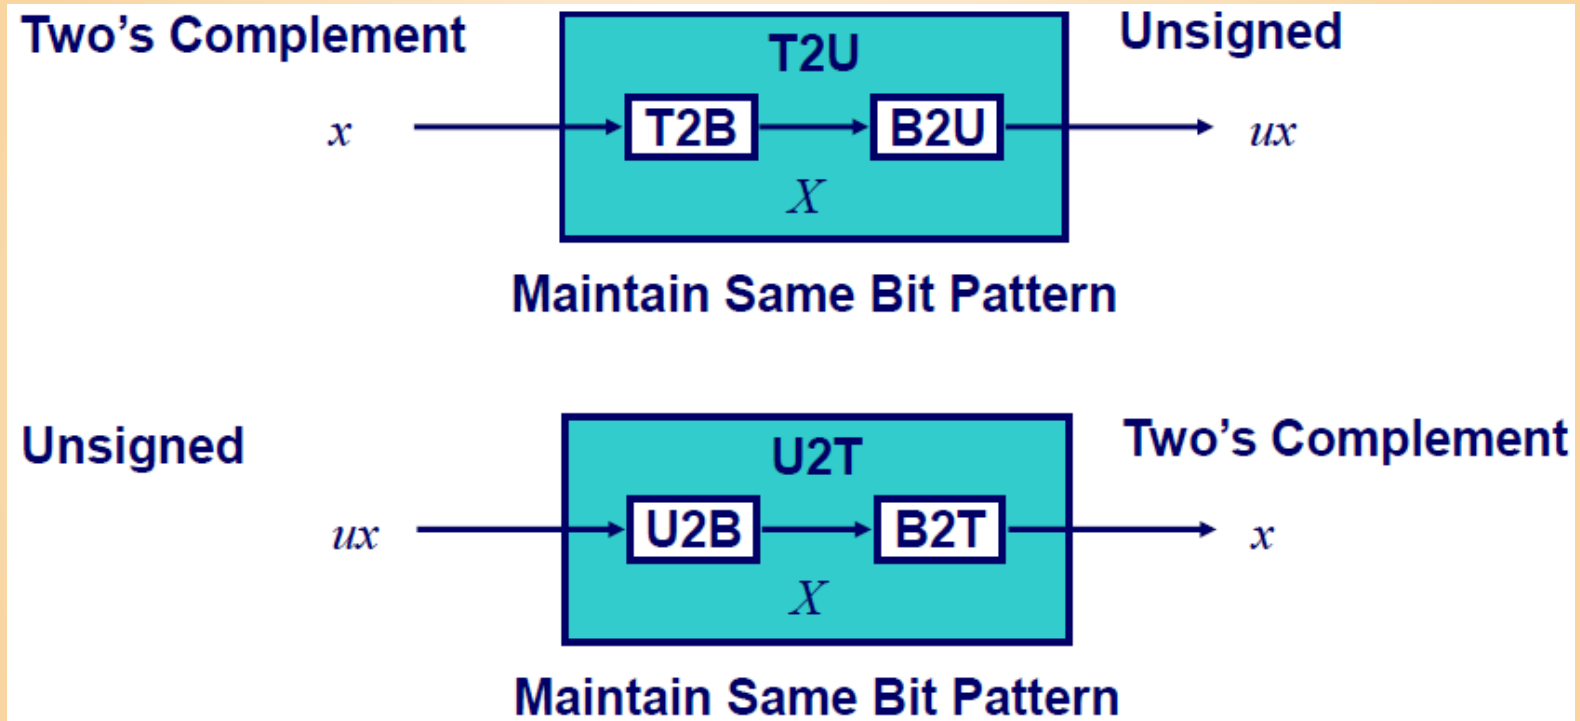 Two's Complement
T2U
Unsigned
x
T2B
B2U
ux
X
Maintain Same Bit Pattern
Unsigned
U2T
Two's Complement
ux
U2B
B2T
x
X
Maintain Same Bit Pattern